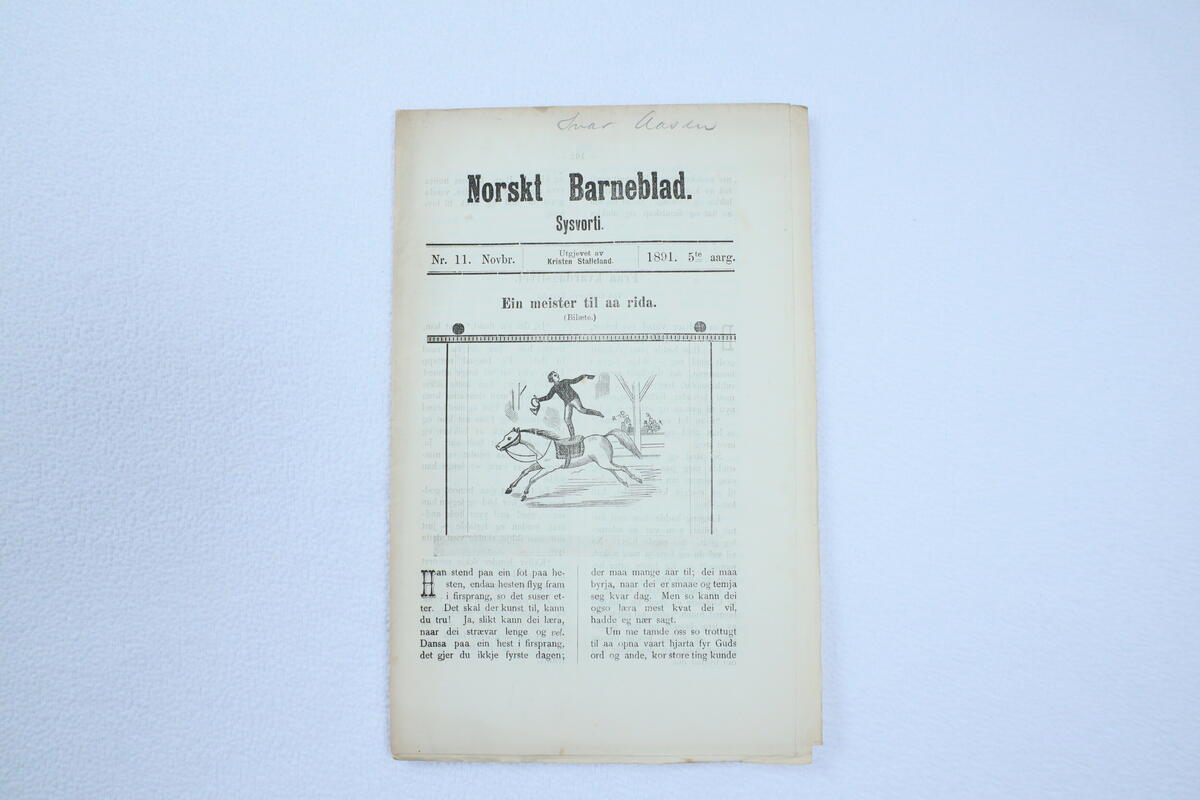 Ivar Aasen
Norskt Barneblad.
Sysvorti.
Nr. 11. Novbr.
Utgjevet av
Kristen Stalleland.
1891. 5te aarg.
Ein meister til aa rida.
(Bilæte.)
Han stend paa ein fot paa he-
sten, endaa hesten flyg fram
i firsprang, so det suser et-
ter. Det skal der kunst til, kann
du tru! Ja, slikt kann dei læra,
naar dei strævar lenge og vel.
Dansa paa ein hest i firsprang,
det gjer du ikkje fyrste dagen;
der maa mange aar til; dei maa
byrja, naar dei er smaae og temja
seg kvar dag. Men so kann dei
ogso læra mest kvat dei vil,
hadde eg nær sagt.
Um me tamde oss so trottugt
til aa opna vaart hjarta fyr Guds
ord og ande, kor store ting kunde